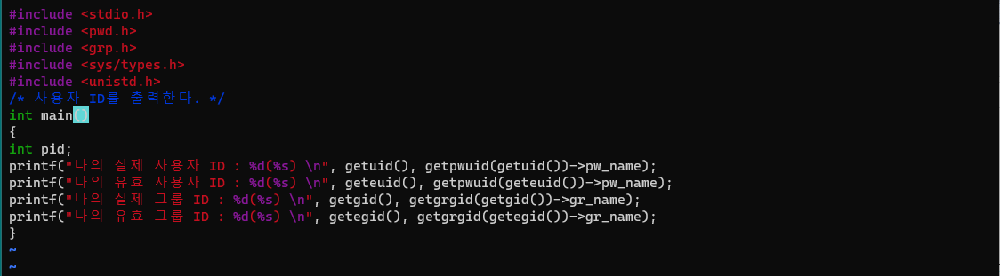 #include <stdio.h>
#include <pwd.h>
#include <grp.h>
#include <sys/types.h>
#include <unistd.h>
/* 사용자 ID를 출력한다. */
int main()
{
int pid;
printf("나의 실제 사용자 ID : %d(%s) \n", getuid(), getpwuid(getuid())->pw_name);
printf("나의 유효 사용자 ID : %d(%s) \n", geteuid(), getpwuid(geteuid())->pw_name);
printf("나의 실제 그룹 ID : %d(%s) \n", getgid(), getgrgid(getgid())->gr_name);
printf("나의 유효 그룹 ID : %d(%s) \n", getegid(), getgrgid(getegid())->gr_name);
}
~
~